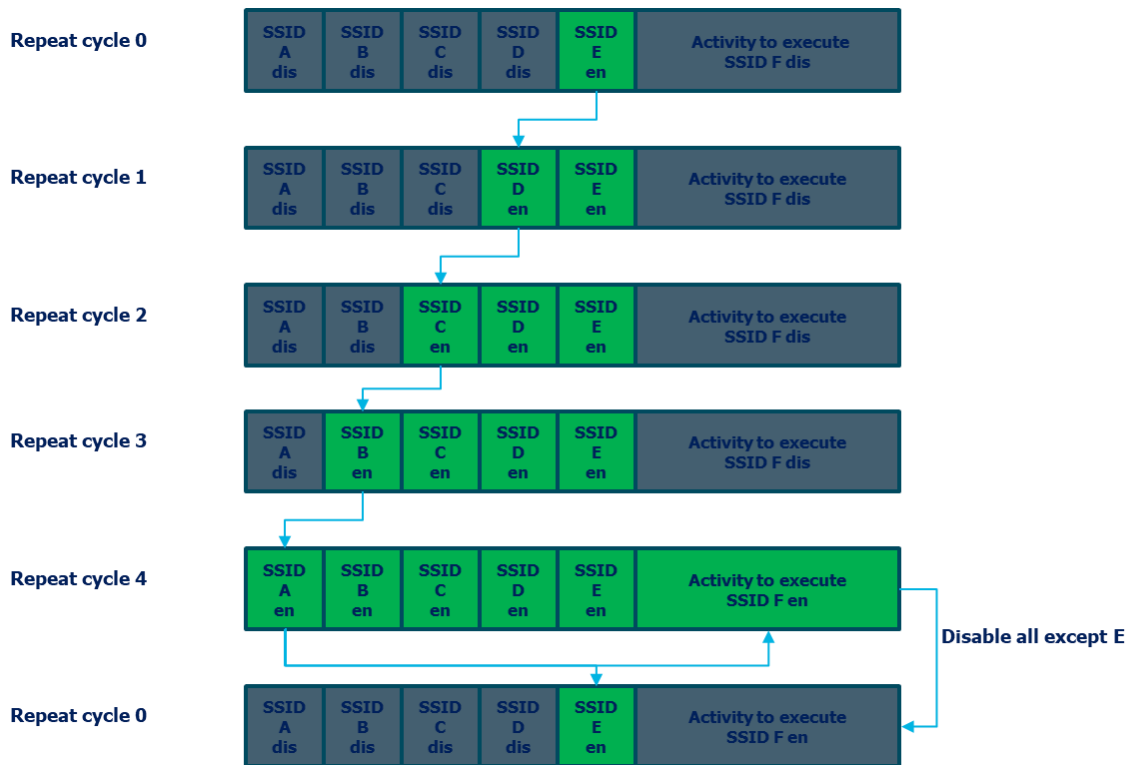 Repeat cycle 0
SSID
A
dis
SSID
B
dis
SSID
C
dis
SSID
D
dis
SSID
E
en
Activity to execute
SSID F dis
Repeat cycle 1
SSID
A
dis
SSID
B
dis
SSID
C
dis
SSID
D
en
SSID
E
en
Activity to execute
SSID F dis
Repeat cycle 2
SSID
A
dis
SSID
B
dis
SSID
C
en
SSID
D
en
SSID
E
en
Activity to execute
SSID F dis
Repeat cycle 3
SSID
A
dis
SSID
B
en
SSID
C
en
SSID
D
en
SSID
E
en
Activity to execute
SSID F dis
Repeat cycle 4
SSID
A
en
SSID
B
en
SSID
C
en
SSID
D
en
SSID
E
en
Activity to execute
SSID F en
Disable all except E
Repeat cycle 0
SSID
A
dis
SSID
B
dis
SSID
C
dis
SSID
D
dis
SSID
E
en
Activity to execute
SSID F en